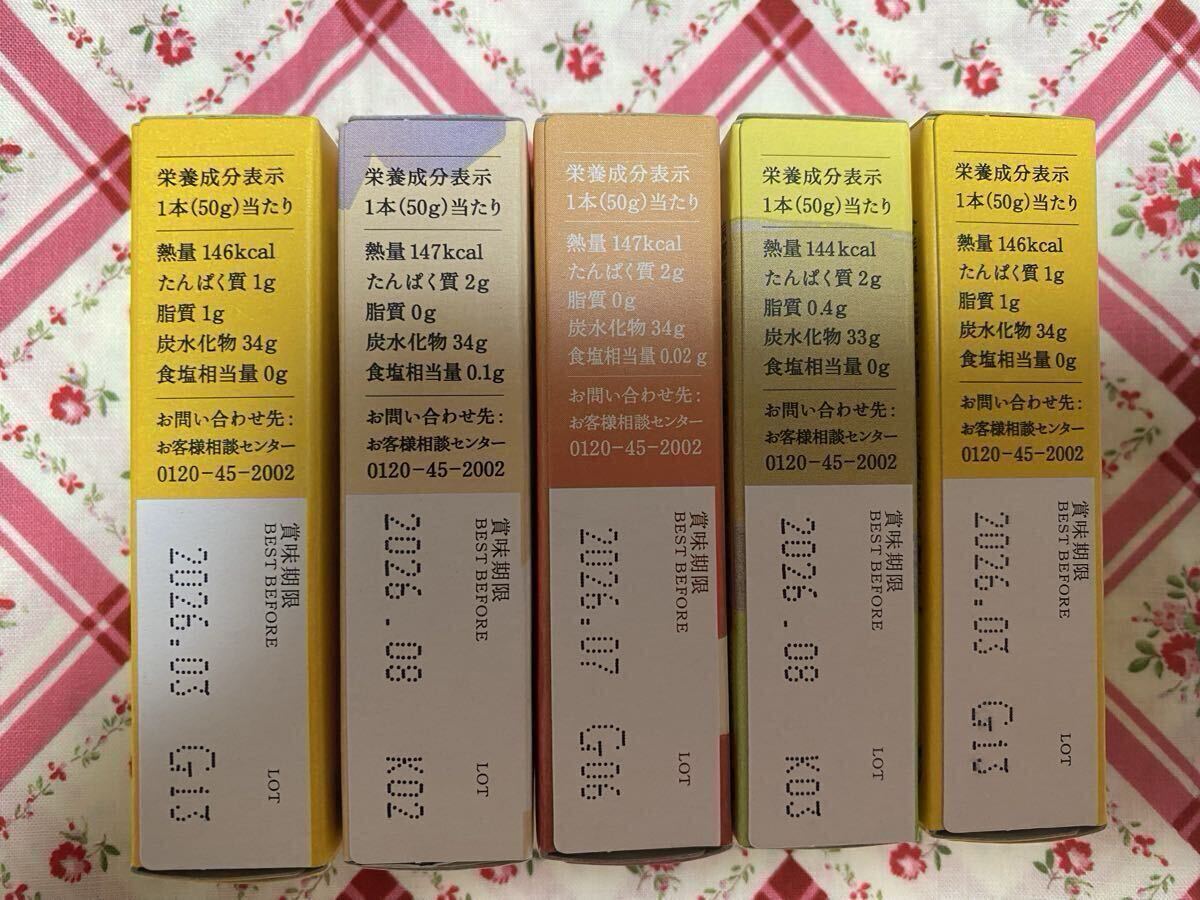 栄養成分表示
1本(50g)当たり
熱量 146kcal
たんぱく質 1g
脂質 1g
炭水化物 34g
食塩相当量 0g
お問い合わせ先:
お客様相談センター
0120-45-2002
賞味期限
BEST BEFORE
2026.03
LOT
G13
栄養成分表示
1本(50g)当たり
熱量 147kcal
たんぱく質 2g
脂質 0g
炭水化物 34g
食塩相当量 0.1g
お問い合わせ先:
お客様相談センター
0120-45-2002
賞味期限
BEST BEFORE
2026.08
LOT
K02
栄養成分表示
1本(50g)当たり
熱量 147kcal
たんぱく質 2g
脂質 0g
炭水化物 34g
食塩相当量 0.02 g
お問い合わせ先:
お客様相談センター
0120-45-2002
賞味期限
BEST BEFORE
2026.07
LOT
G06
栄養成分表示
1本(50g)当たり
熱量 144kcal
たんぱく質 2g
脂質 0.4g
炭水化物 33g
食塩相当量 0g
お問い合わせ先:
お客様相談センター
0120-45-2002
賞味期限
BEST BEFORE
2026.08
LOT
K03
栄養成分表示
1本(50g)当たり
熱量 146kcal
たんぱく質 1g
脂質 1g
炭水化物 34g
食塩相当量 0g
お問い合わせ先:
お客様相談センター
0120-45-2002
賞味期限
BEST BEFORE
2026.03
LOT
G13